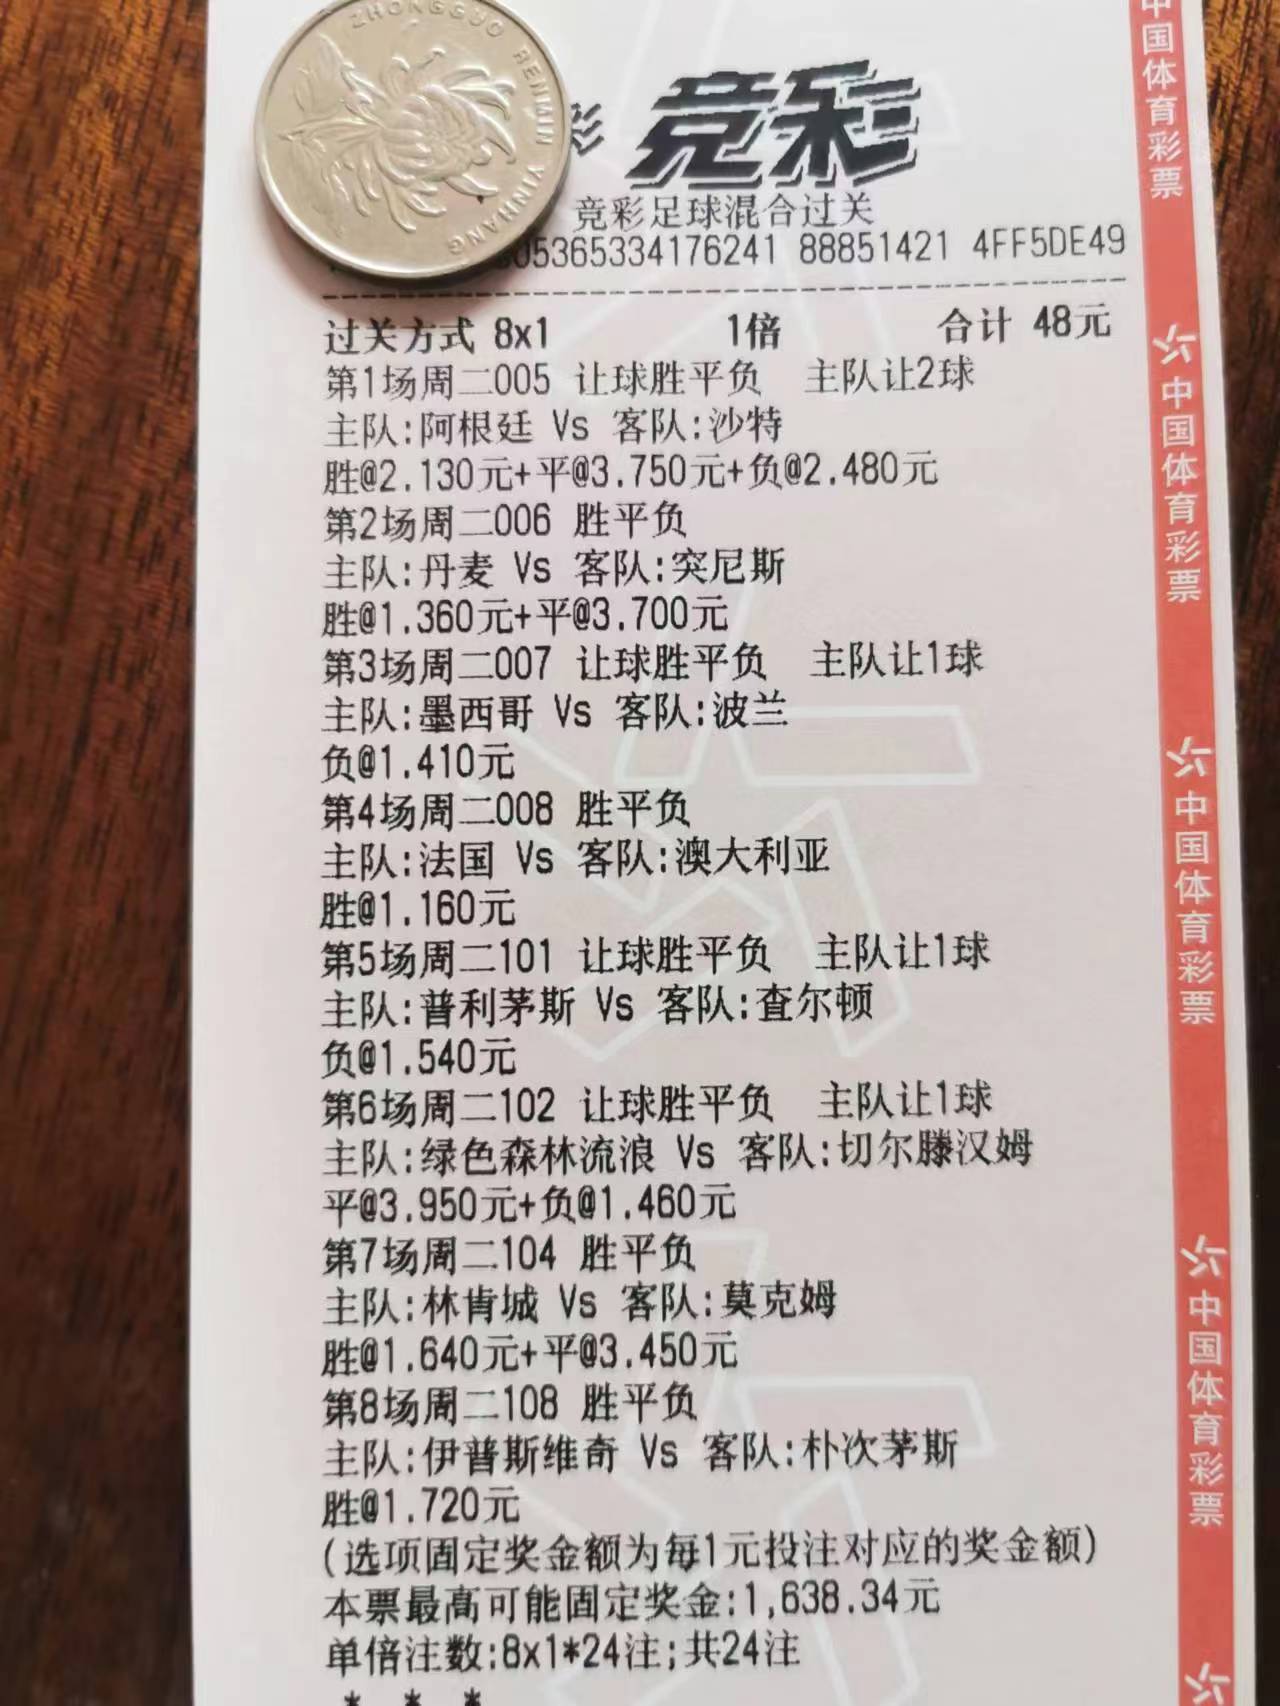 ZHONGGUO RENMIN YINHANG
彩 竞彩
竞彩足球混合过关
05365334176241 88851421 4FF5DE49
过关方式 8x1 1倍 合计 48元
第1场周二005 让球胜平负 主队让2球
主队:阿根廷 Vs 客队:沙特
胜@2.130元+平@3.750元+负@2.480元
第2场周二006 胜平负
主队:丹麦 Vs 客队:突尼斯
胜@1.360元+平@3.700元
第3场周二007 让球胜平负 主队让1球
主队:墨西哥 Vs 客队:波兰
负@1.410元
第4场周二008 胜平负
主队:法国 Vs 客队:澳大利亚
胜@1.160元
第5场周二101 让球胜平负 主队让1球
主队:普利茅斯 Vs 客队:查尔顿
负@1.540元
第6场周二102 让球胜平负 主队让1球
主队:绿色森林流浪 Vs 客队:切尔滕汉姆
平@3.950元+负@1.460元
第7场周二104 胜平负
主队:林肯城 Vs 客队:莫克姆
胜@1.640元+平@3.450元
第8场周二108 胜平负
主队:伊普斯维奇 Vs 客队:朴次茅斯
胜@1.720元
(选项固定奖金额为每1元投注对应的奖金额)
本票最高可能固定奖金:1,638.34元
单倍注数:8x1*24注;共24注
* * *
中国体育彩票
中国体育彩票
中国体育彩票
中国体育彩票